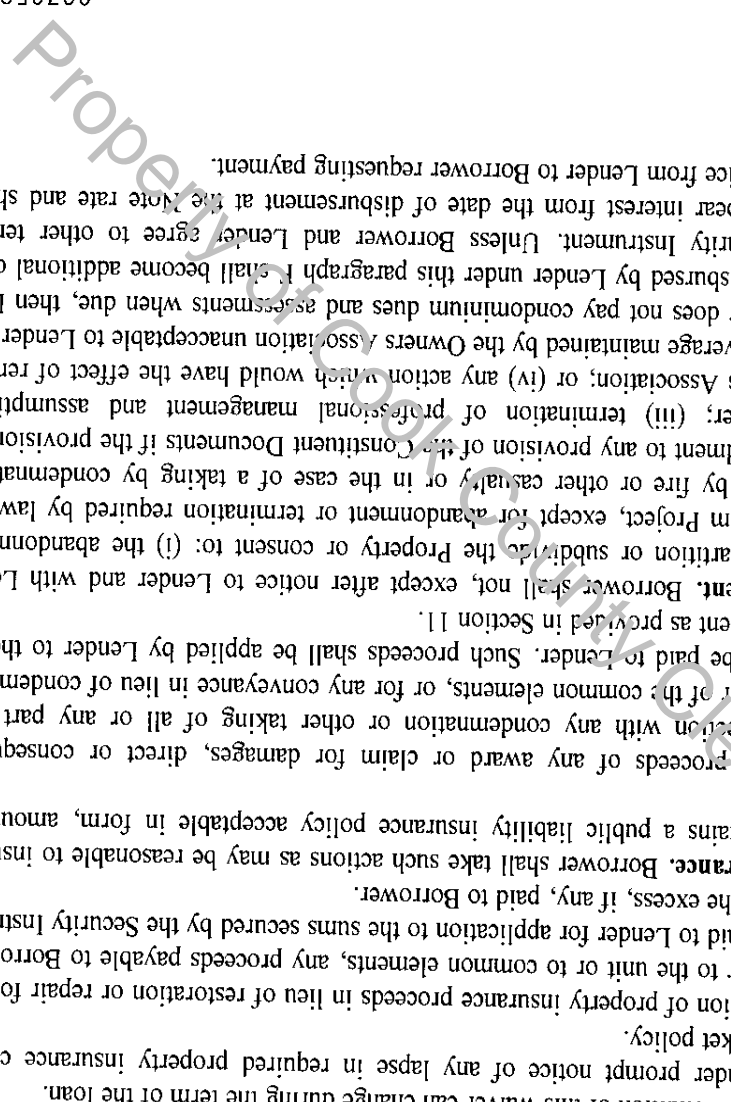 of this waiver can change during the term of the loan.
nder prompt notice of any lapse in required property insurance c
ket policy.
ion of property insurance proceeds in lieu of restoration or repair fo
r to the unit or to common elements, any proceeds payable to Borro
id to Lender for application to the sums secured by the Security Instr
he excess, if any, paid to Borrower.
rance. Borrower shall take such actions as may be reasonable to insu
tains a public liability insurance policy acceptable in form, amou
proceeds of any award or claim for damages, direct or conseq
ection with any condemnation or other taking of all or any part
r of the common elements, or for any conveyance in lieu of condem
be paid to Lender. Such proceeds shall be applied by Lender to the
ent as provided in Section 11.
ent. Borrower shall not, except after notice to Lender and with Le
partition or subdivide the Property or consent to: (i) the abandonn
m Project, except for abandonment or termination required by law
by fire or other casualty or in the case of a taking by condemnat
dment to any provision of the Constituent Documents if the provision
er; (iii) termination of professional management and assumpti
s Association; or (iv) any action which would have the effect of ren
verage maintained by the Owners Association unacceptable to Lender.
r does not pay condominium dues and assessments when due, then L
sbursed by Lender under this paragraph F shall become additional d
rity Instrument. Unless Borrower and Lender agree to other ter
bear interest from the date of disbursement at the Note rate and sh
ice from Lender to Borrower requesting payment.
Property of Cook County Cle